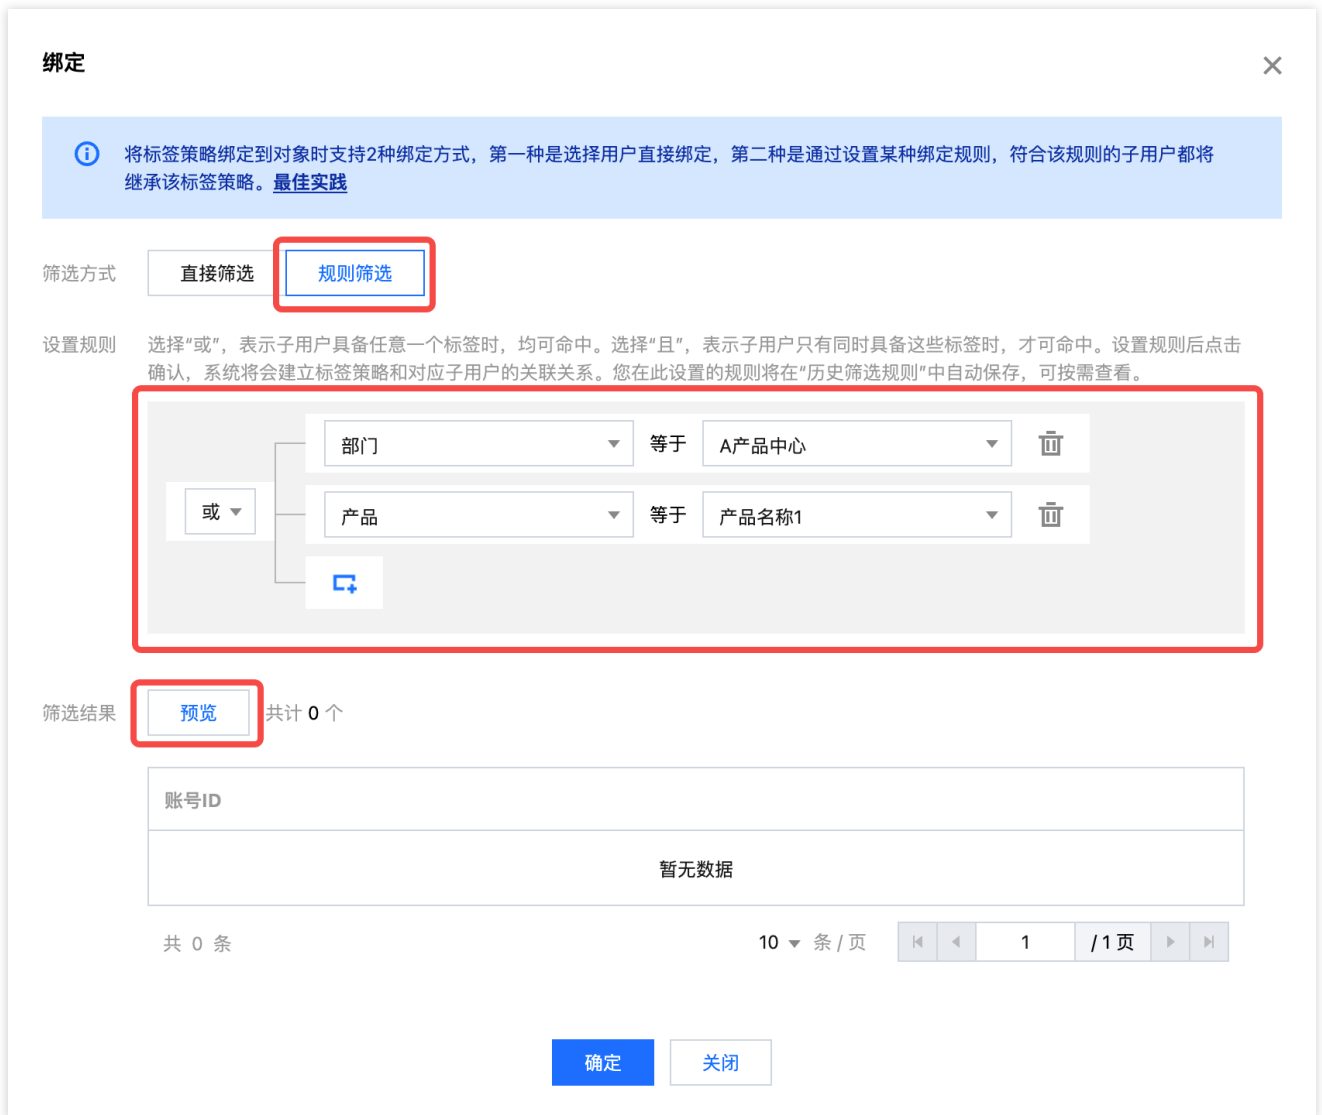 绑定
将标签策略绑定到对象时支持2种绑定方式，第一种是选择用户直接绑定，第二种是通过设置某种绑定规则，符合该规则的子用户都将
继承该标签策略。最佳实践
筛选方式 直接筛选 规则筛选
设置规则 选择“或”，表示子用户具备任意一个标签时，均可命中。选择“且”，表示子用户只有同时具备这些标签时，才可命中。设置规则后点击
确认，系统将会建立标签策略和对应子用户的关联关系。您在此设置的规则将在“历史筛选规则”中自动保存，可按需查看。
部门 等于 A产品中心
或
产品 等于 产品名称1
筛选结果 预览 共计 0 个
账号ID
暂无数据
共 0 条 10 条 / 页 1 / 1 页
确定 关闭